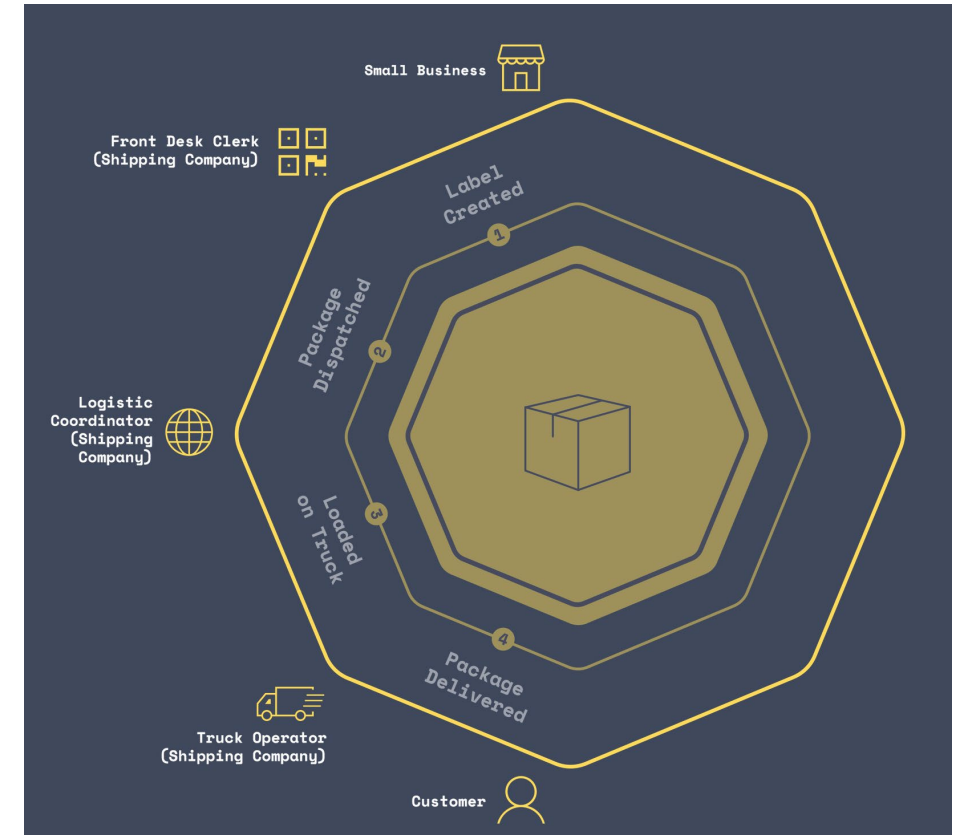 Small Business
Front Desk Clerk
(Shipping Company)
Label
Created
1
Package
Dispatched
2
Logistic
Coordinator
(Shipping
Company)
Loaded
on Truck
3
4
Package
Delivered
Truck Operator
(Shipping Company)
Customer